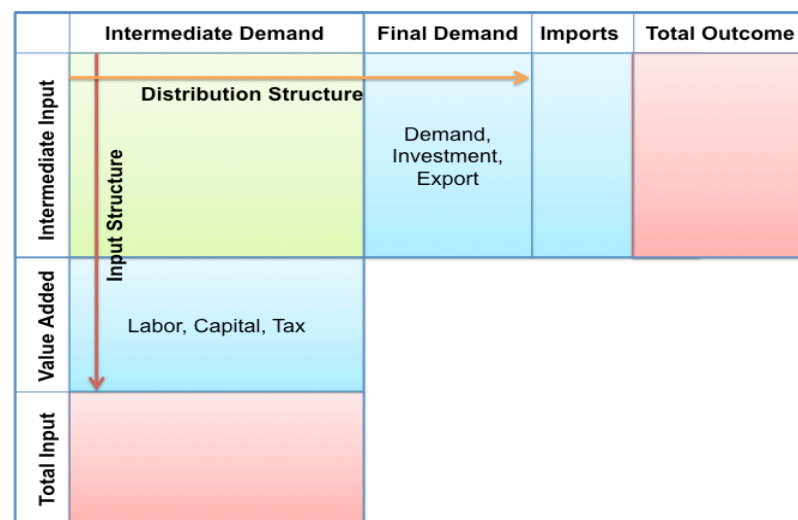 Intermediate Demand
Final Demand
Imports
Total Outcome
Intermediate Input
Distribution Structure
Input Structure
Demand,
Investment,
Export
Value Added
Labor, Capital, Tax
Total Input